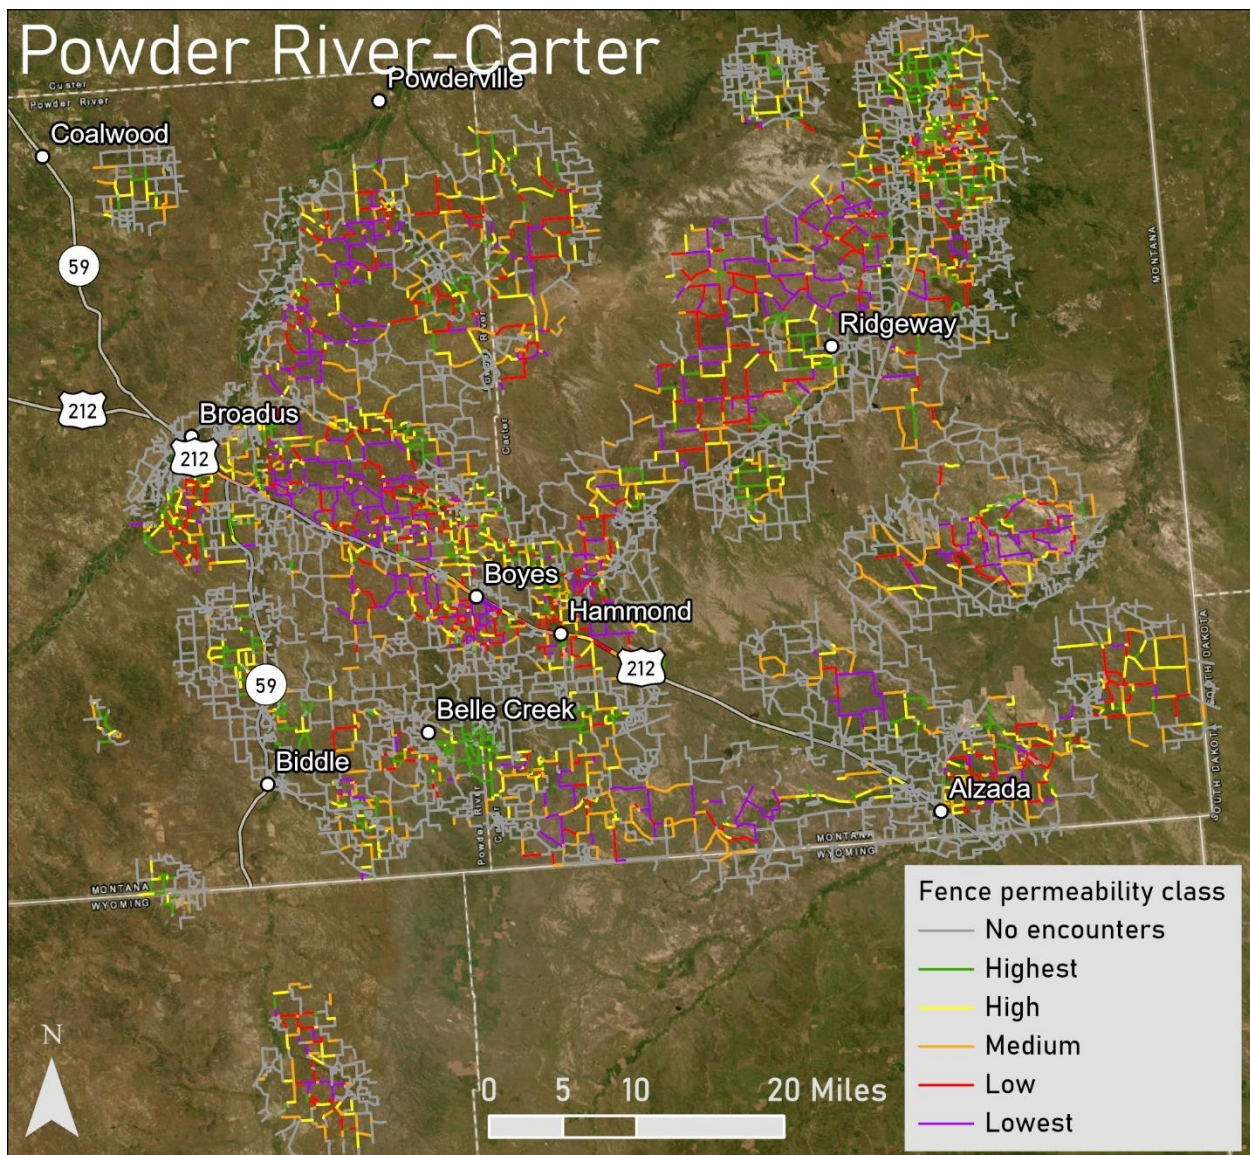 Powder River-Carter
Powderville
Custer
Powder River
Coalwood
59
MONTANA
Ridgeway
River
212
Broadus
212
Carter
Boyes
Hammond
212
59
Belle Creek
Biddle
SOUTH DAKOTA
SOUTH DAKOTA
MONTANA
Alzada
Powder River
Carter
MONTANA
WYOMING
MONTANA
WYOMING
Fence permeability class
No encounters
Highest
High
Medium
Low
Lowest
N
0 5 10 20 Miles